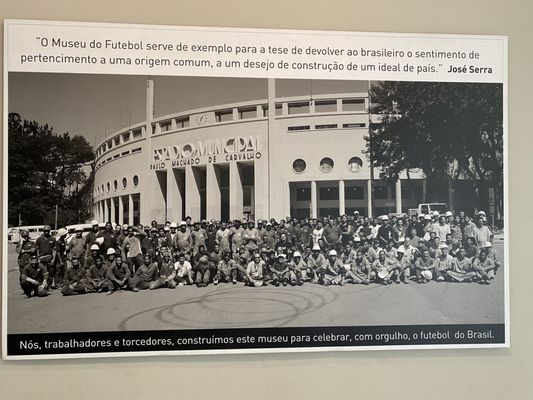 “O Museu do Futebol serve de exemplo para a tese de devolver ao brasileiro o sentimento de
pertencimento a uma origem comum, a um desejo de construção de um ideal de país.” José Serra
ESTADIO MUNICIPAL
PAULO MACHADO DE CARVALHO
Nós, trabalhadores e torcedores, construímos este museu para celebrar, com orgulho, o futebol do Brasil.